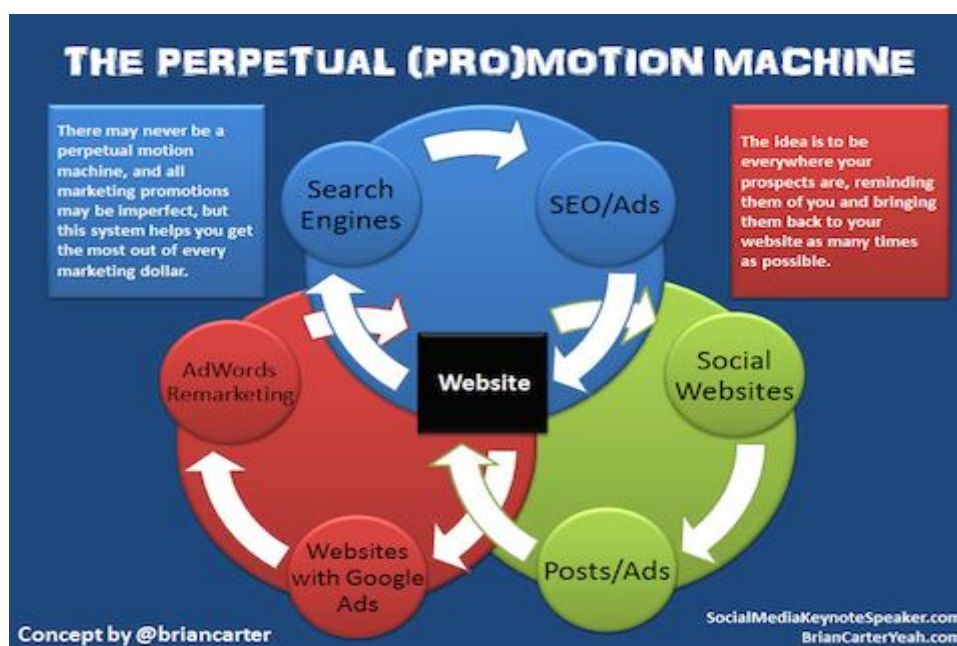 THE PERPETUAL (PRO)MOTION MACHINE
There may never be a
perpetual motion
machine, and all
marketing promotions
may be imperfect, but
this system helps you get
the most out of every
marketing dollar.
The idea is to be
everywhere your
prospects are, reminding
them of you and bringing
them back to your
website as many times
as possible.
Search
Engines
SEO/Ads
AdWords
Remarketing
Website
Social
Websites
Websites
with Google
Ads
Posts/Ads
Concept by @briancarter
SocialMediaKeynoteSpeaker.com
BrianCarterYeah.com